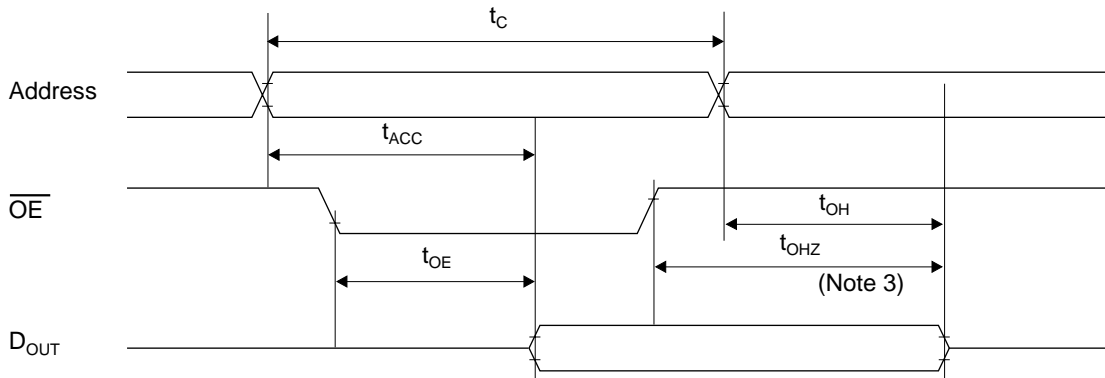 t_C
Address
t_ACC
OE
t_OH
t_OE
t_OHZ
(Note 3)
D_OUT